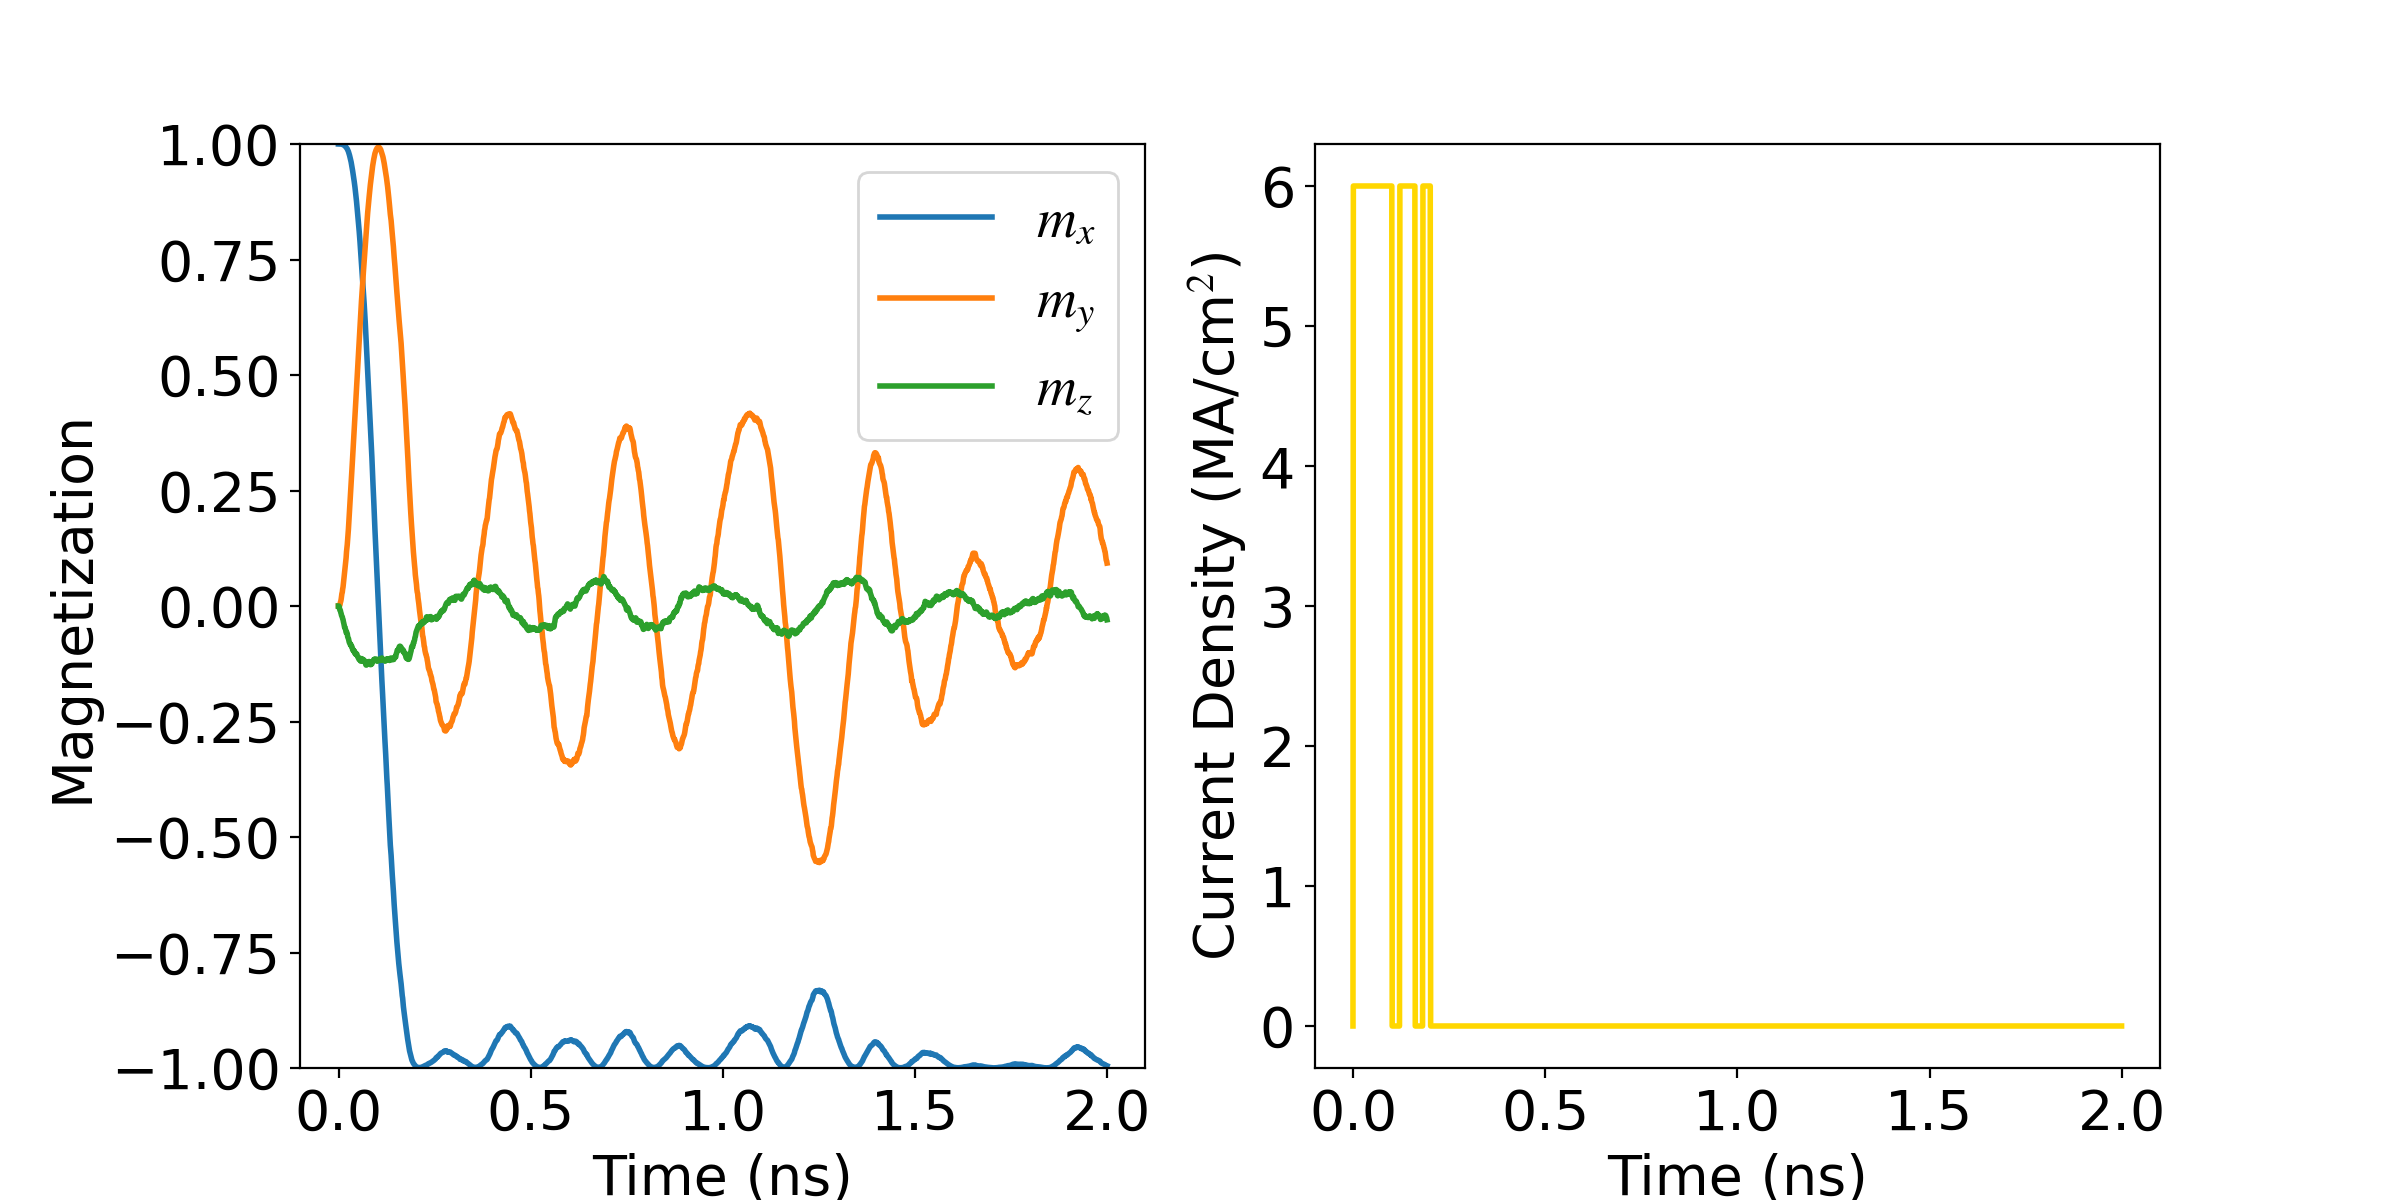 Magnetization
1.00
0.75
0.50
0.25
0.00
−0.25
−0.50
−0.75
−1.00
0.0 0.5 1.0 1.5 2.0
Time (ns)
m_x
m_y
m_z
Current Density (MA/cm²)
6
5
4
3
2
1
0
0.0 0.5 1.0 1.5 2.0
Time (ns)